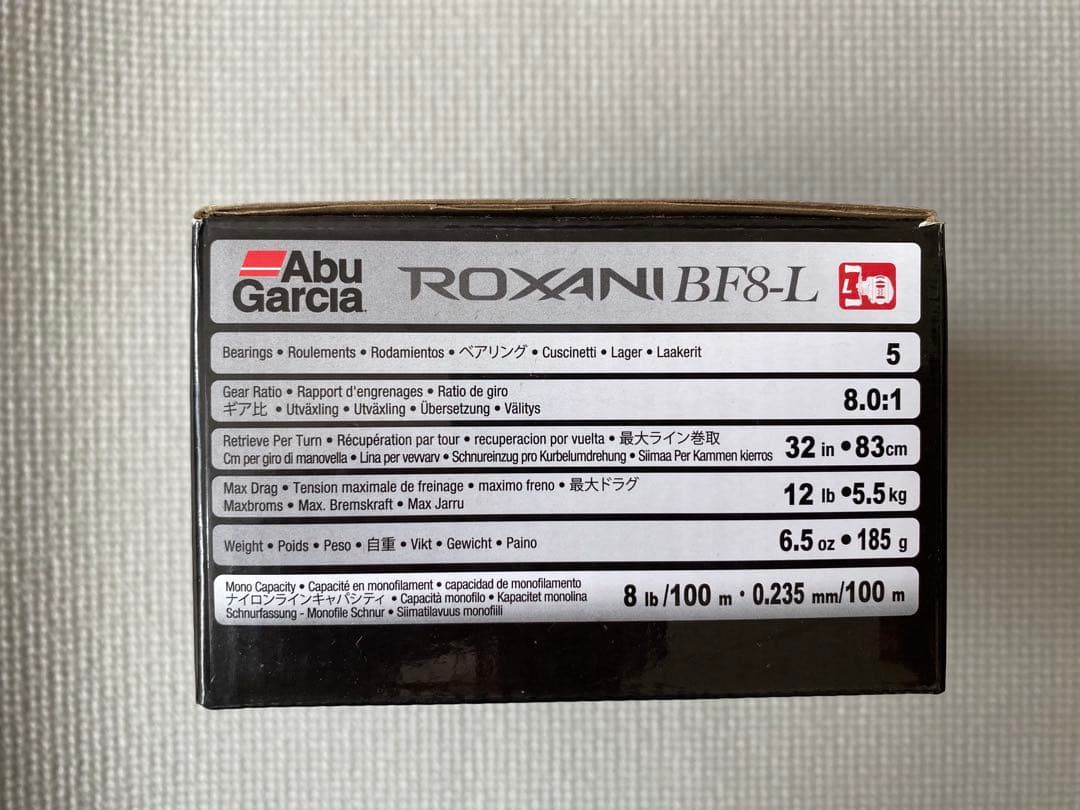 Abu Garcia
ROXANI BF8-L
L
Bearings • Roulements • Rodamientos • ベアリング • Cuscinetti • Lager • Laakerit 5
Gear Ratio • Rapport d'engrenages • Ratio de giro
ギア比 • Utväxling • Utväxling • Übersetzung • Välitys 8.0:1
Retrieve Per Turn • Récupération par tour • recuperacion por vuelta • 最大ライン巻取
Cm per giro di manovella • Lina per vevvarv • Schnureinzug pro Kurbelumdrehung • Siimaa Per Kammen kierros 32 in • 83cm
Max Drag • Tension maximale de freinage • maximo freno • 最大ドラグ
Maxbroms • Max. Bremskraft • Max Jarru 12 lb •5.5kg
Weight • Poids • Peso • 自重 • Vikt • Gewicht • Paino 6.5 oz • 185 g
Mono Capacity • Capacité en monofilament • capacidad de monofilamento
ナイロンラインキャパシティ • Capacità monofilo • Kapacitet monolina
Schnurfassung - Monofile Schnur • Siimatilavuus monofiili 8 lb/100 m · 0.235 mm/100 m